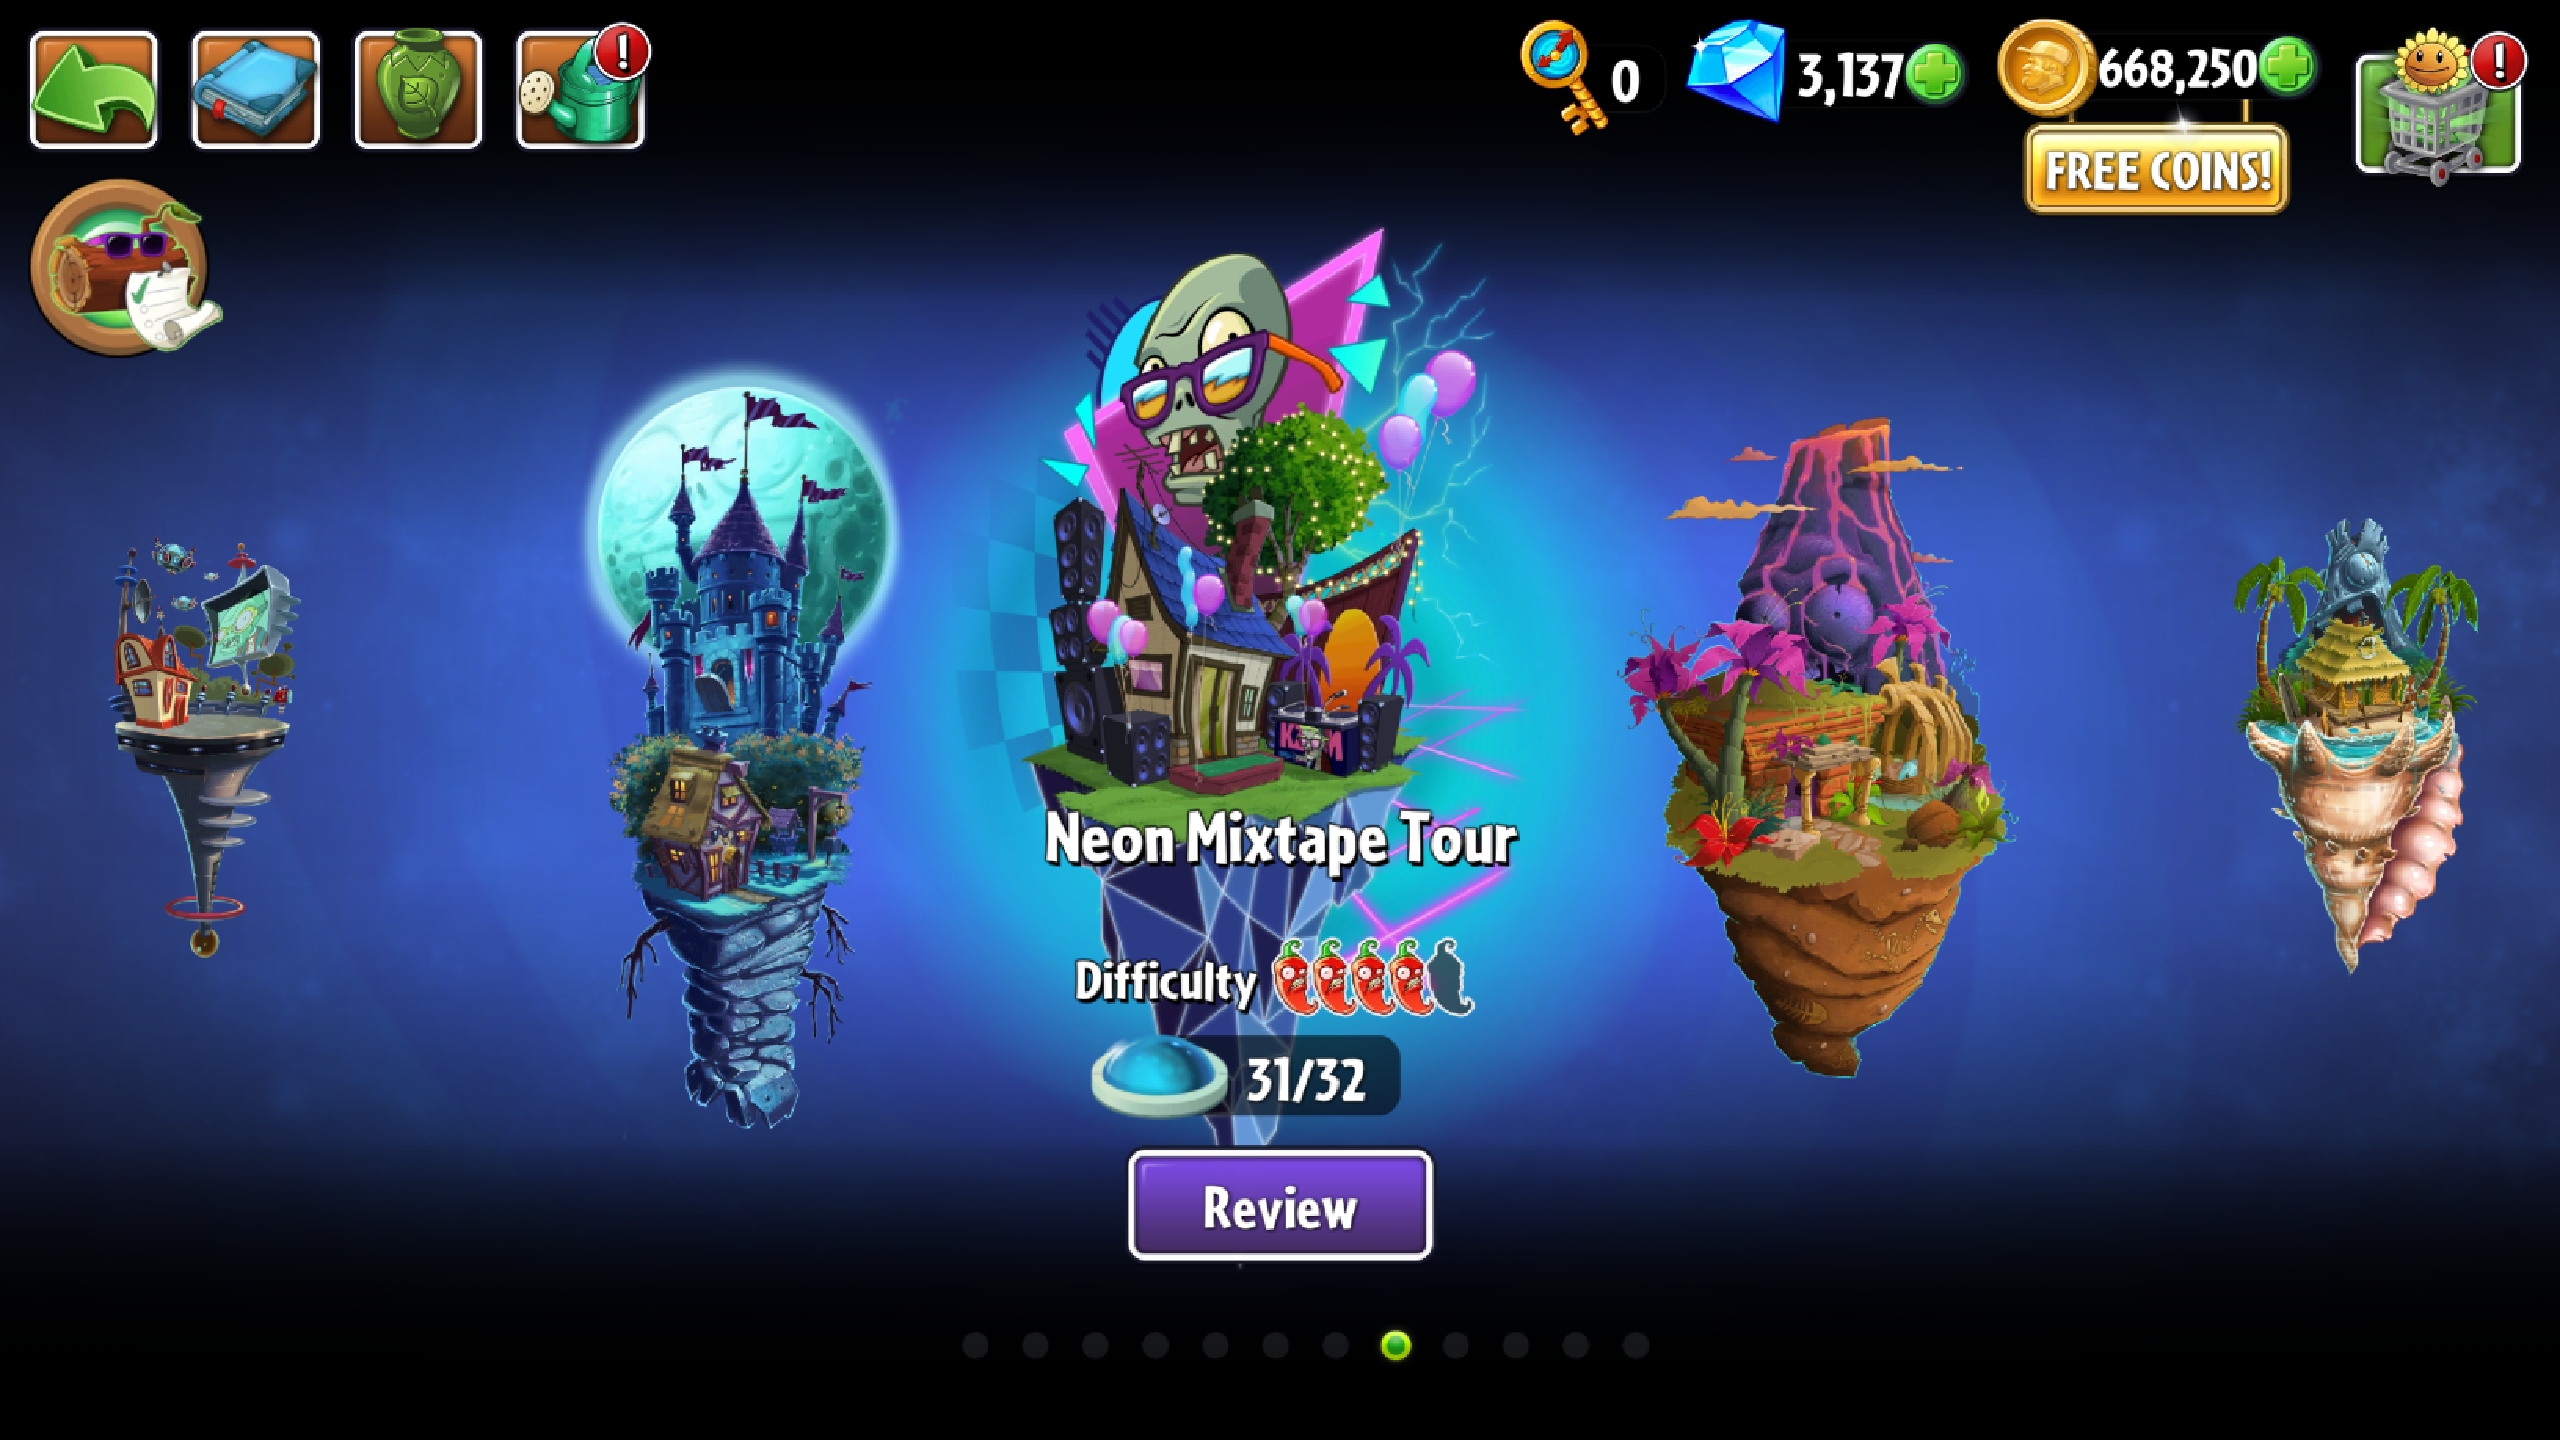 0
3,137
668,250
FREE COINS!
Neon Mixtape Tour
Difficulty
31/32
Review